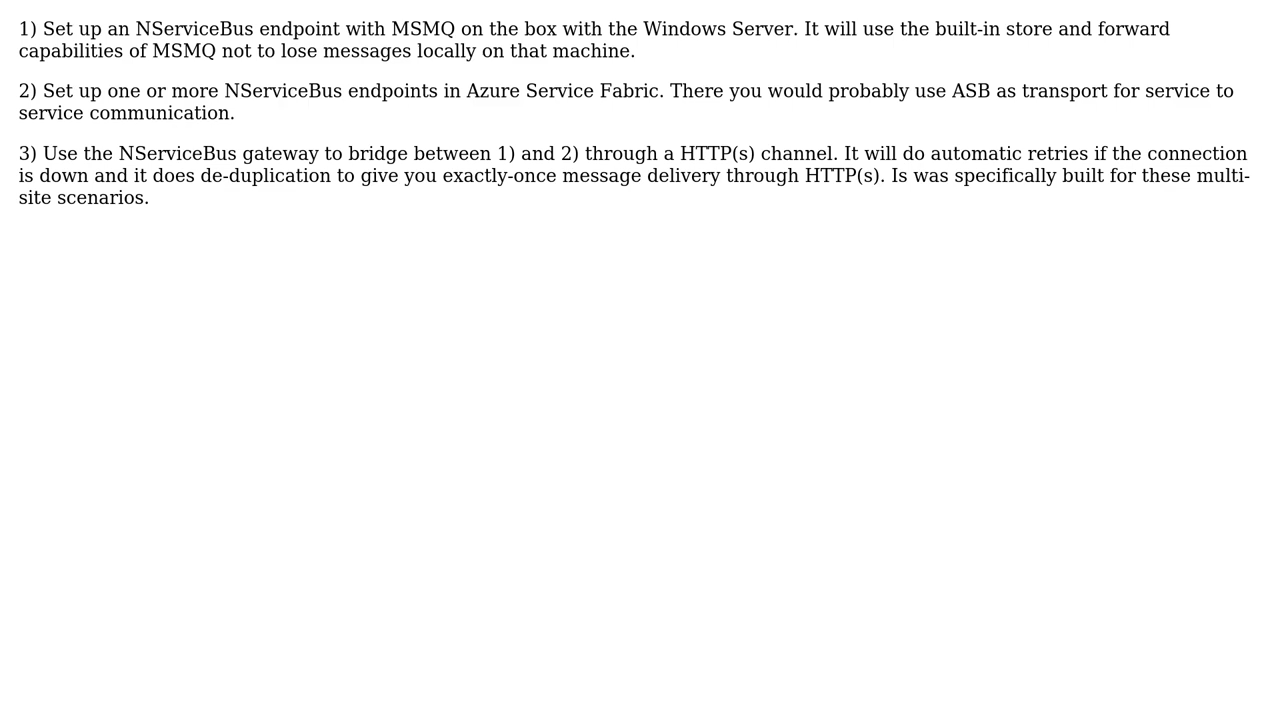 1) Set up an NServiceBus endpoint with MSMQ on the box with the Windows Server. It will use the built-in store and forward
capabilities of MSMQ not to lose messages locally on that machine.
2) Set up one or more NServiceBus endpoints in Azure Service Fabric. There you would probably use ASB as transport for service to
service communication.
3) Use the NServiceBus gateway to bridge between 1) and 2) through a HTTP(s) channel. It will do automatic retries if the connection
is down and it does de-duplication to give you exactly-once message delivery through HTTP(s). Is was specifically built for these multi-
site scenarios.